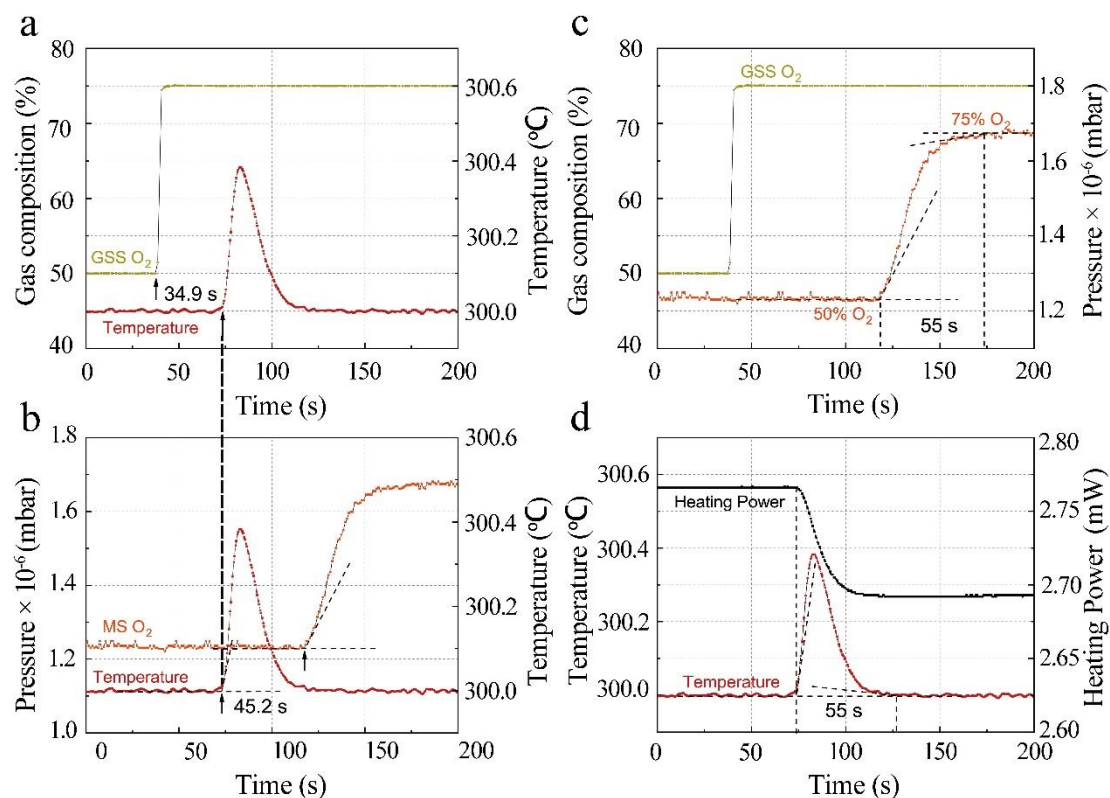 a
Gas composition (%)
80
70
60
50
40
GSS O2
34.9 s
Temperature
300.6
300.4
300.2
300.0
Temperature (℃)
0 50 100 150 200
Time (s)
c
Gas composition (%)
80
70
60
50
40
GSS O2
75% O2
50% O2
55 s
1.8
1.6
1.4
1.2
Pressure × 10-6 (mbar)
0 50 100 150 200
Time (s)
b
Pressure × 10-6 (mbar)
1.8
1.6
1.4
1.2
1.0
MS O2
Temperature
45.2 s
300.6
300.4
300.2
300.0
Temperature (℃)
0 50 100 150 200
Time (s)
d
Temperature (℃)
300.6
300.4
300.2
300.0
Heating Power
Temperature
55 s
2.80
2.75
2.70
2.65
2.60
Heating Power (mW)
0 50 100 150 200
Time (s)